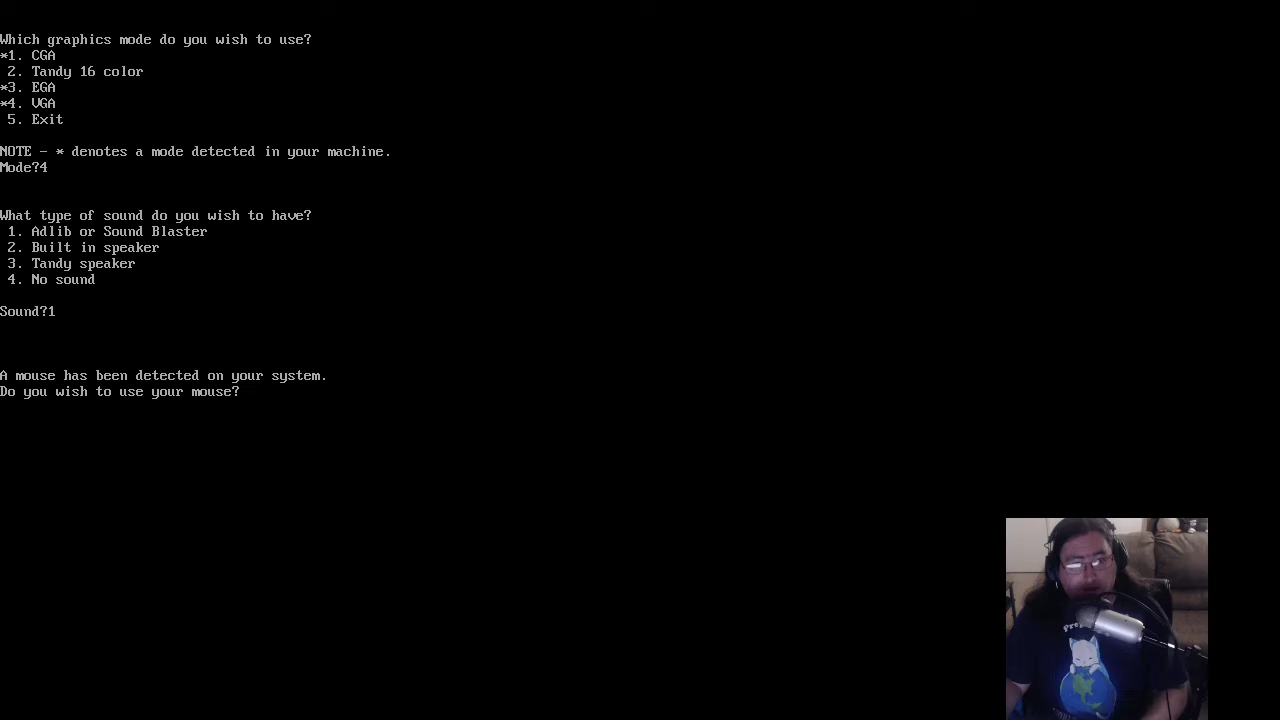 Which graphics mode do you wish to use?
*1. CGA
2. Tandy 16 color
*3. EGA
*4. VGA
5. Exit
NOTE - * denotes a mode detected in your machine.
Mode?4
What type of sound do you wish to have?
1. Adlib or Sound Blaster
2. Built in speaker
3. Tandy speaker
4. No sound
Sound?1
A mouse has been detected on your system.
Do you wish to use your mouse?